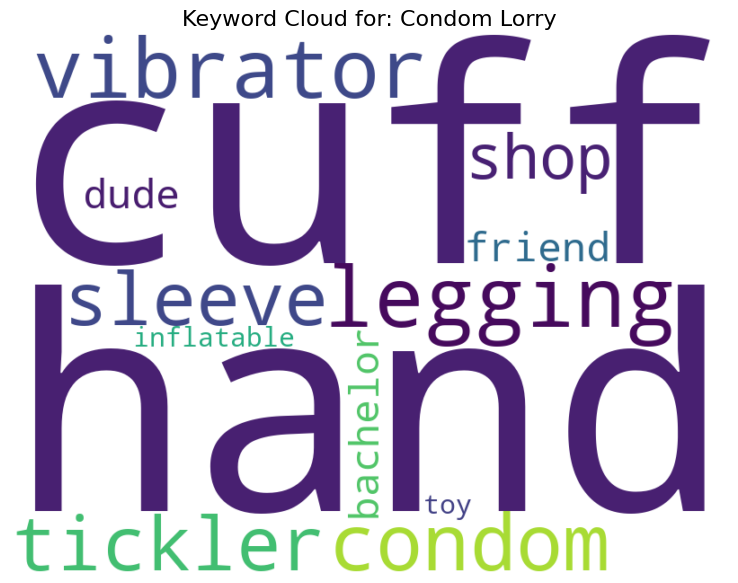 Keyword Cloud for: Condom Lorry
vibrator
cuff
shop
dude
friend
sleeve
legging
inflatable
hand
bachelor
toy
tickler
condom